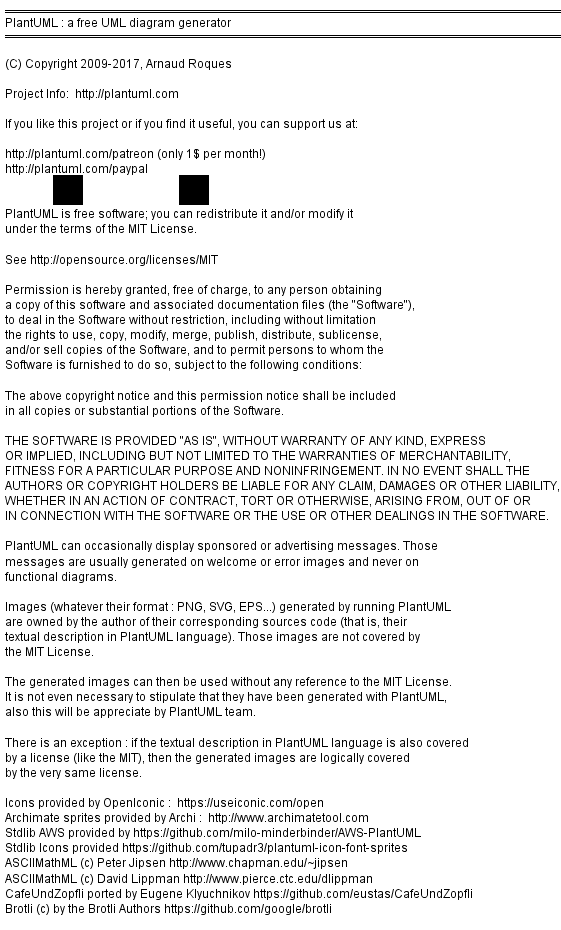 PlantUML : a free UML diagram generator
(C) Copyright 2009-2017, Arnaud Roques
Project Info:  http://plantuml.com
If you like this project or if you find it useful, you can support us at:
http://plantuml.com/patreon (only 1$ per month!)
http://plantuml.com/paypal
PlantUML is free software; you can redistribute it and/or modify it
under the terms of the MIT License.
See http://opensource.org/licenses/MIT
Permission is hereby granted, free of charge, to any person obtaining
a copy of this software and associated documentation files (the "Software"),
to deal in the Software without restriction, including without limitation
the rights to use, copy, modify, merge, publish, distribute, sublicense,
and/or sell copies of the Software, and to permit persons to whom the
Software is furnished to do so, subject to the following conditions:
The above copyright notice and this permission notice shall be included
in all copies or substantial portions of the Software.
THE SOFTWARE IS PROVIDED "AS IS", WITHOUT WARRANTY OF ANY KIND, EXPRESS
OR IMPLIED, INCLUDING BUT NOT LIMITED TO THE WARRANTIES OF MERCHANTABILITY,
FITNESS FOR A PARTICULAR PURPOSE AND NONINFRINGEMENT. IN NO EVENT SHALL THE
AUTHORS OR COPYRIGHT HOLDERS BE LIABLE FOR ANY CLAIM, DAMAGES OR OTHER LIABILITY,
WHETHER IN AN ACTION OF CONTRACT, TORT OR OTHERWISE, ARISING FROM, OUT OF OR
IN CONNECTION WITH THE SOFTWARE OR THE USE OR OTHER DEALINGS IN THE SOFTWARE.
PlantUML can occasionally display sponsored or advertising messages. Those
messages are usually generated on welcome or error images and never on
functional diagrams.
Images (whatever their format : PNG, SVG, EPS...) generated by running PlantUML
are owned by the author of their corresponding sources code (that is, their
textual description in PlantUML language). Those images are not covered by
the MIT License.
The generated images can then be used without any reference to the MIT License.
It is not even necessary to stipulate that they have been generated with PlantUML,
also this will be appreciate by PlantUML team.
There is an exception : if the textual description in PlantUML language is also covered
by a license (like the MIT), then the generated images are logically covered
by the very same license.
Icons provided by OpenIconic :  https://useiconic.com/open
Archimate sprites provided by Archi :  http://www.archimatetool.com
Stdlib AWS provided by https://github.com/milo-minderbinder/AWS-PlantUML
Stdlib Icons provided https://github.com/tupadr3/plantuml-icon-font-sprites
ASCIIMathML (c) Peter Jipsen http://www.chapman.edu/~jipsen
ASCIIMathML (c) David Lippman http://www.pierce.ctc.edu/dlippman
CafeUndZopfli ported by Eugene Klyuchnikov https://github.com/eustas/CafeUndZopfli
Brotli (c) by the Brotli Authors https://github.com/google/brotli